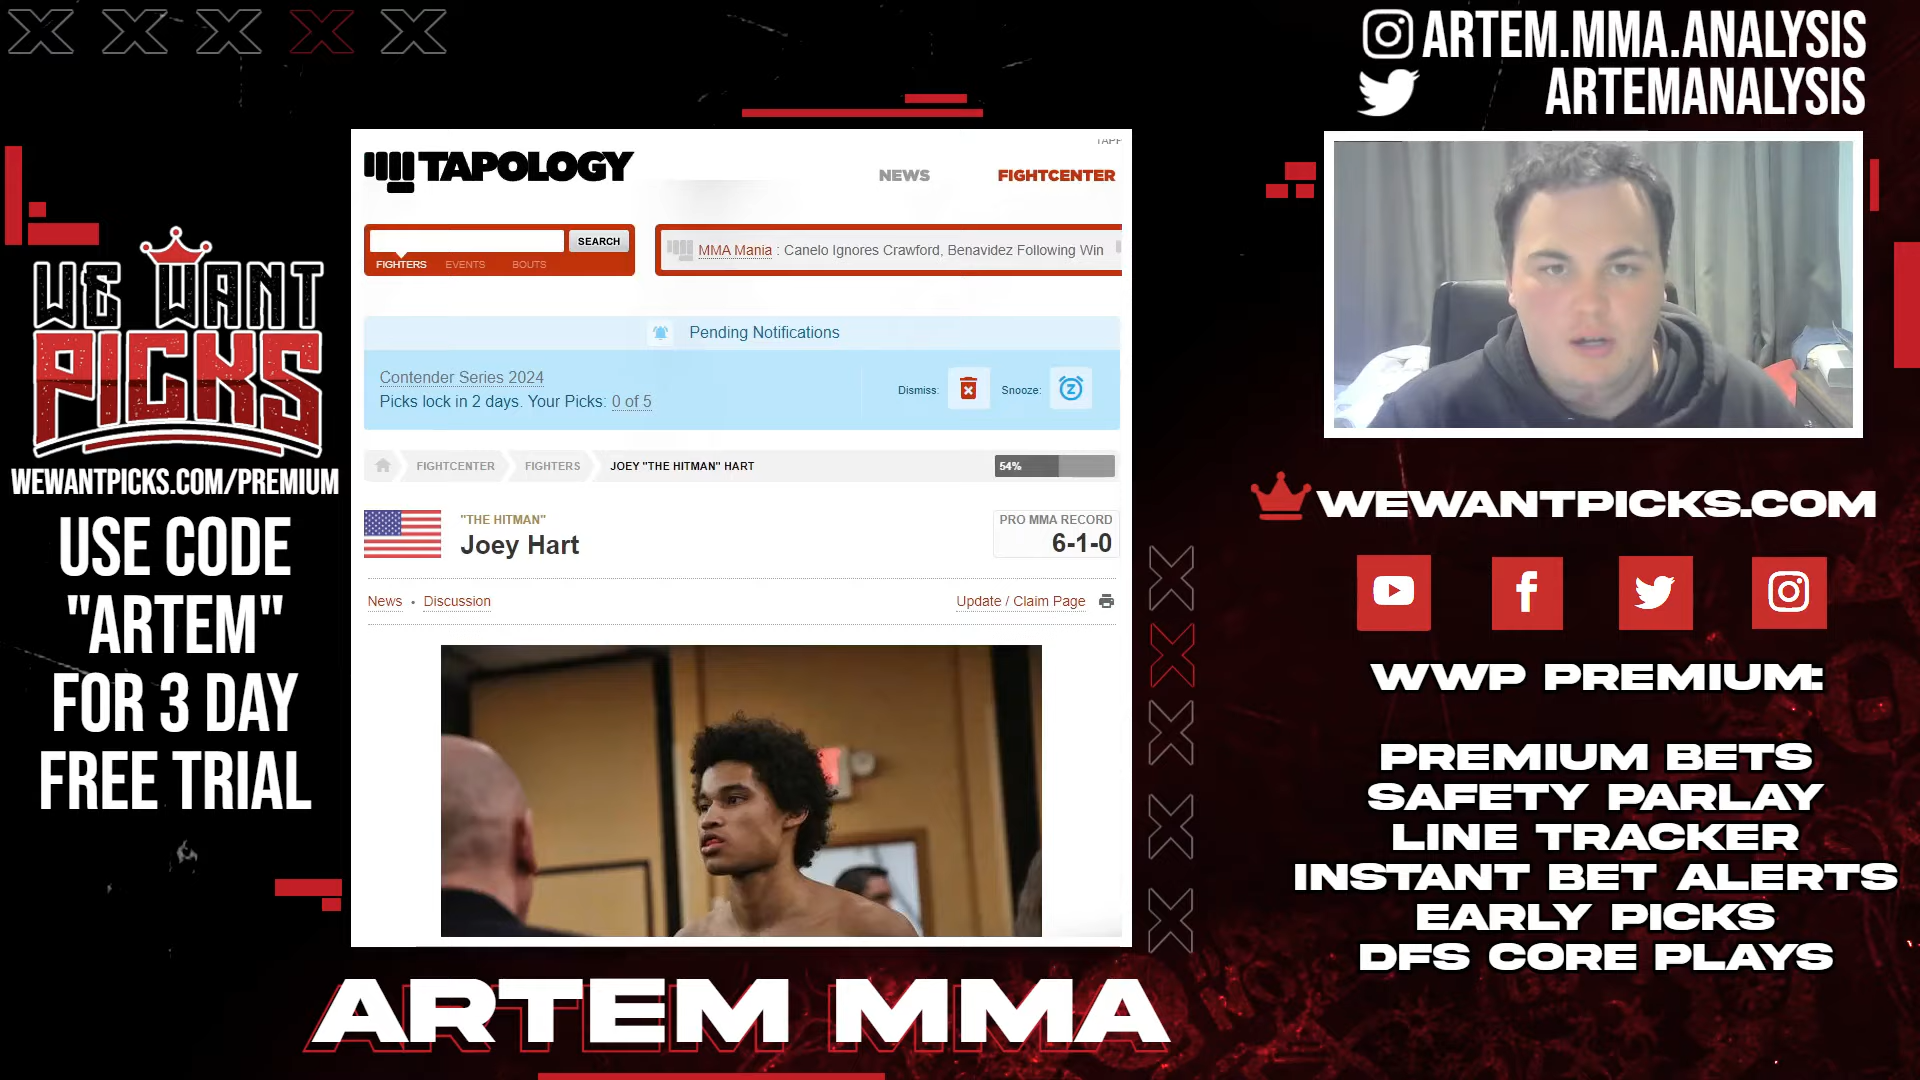 ARTEM.MMA.ANALYSIS
ARTEMANALYSIS
WE WANT
PICKS
WEWANTPICKS.COM/PREMIUM
USE CODE
"ARTEM"
FOR 3 DAY
FREE TRIAL
TAPOLOGY
NEWS
FIGHTCENTER
SEARCH
FIGHTERS
EVENTS
BOUTS
MMA Mania : Canelo Ignores Crawford, Benavidez Following Win
Pending Notifications
Contender Series 2024
Picks lock in 2 days. Your Picks: 0 of 5
Dismiss:
Snooze:
FIGHTCENTER
FIGHTERS
JOEY "THE HITMAN" HART
54%
"THE HITMAN"
Joey Hart
PRO MMA RECORD
6-1-0
News • Discussion
Update / Claim Page
WEWANTPICKS.COM
WWP PREMIUM:
PREMIUM BETS
SAFETY PARLAY
LINE TRACKER
INSTANT BET ALERTS
EARLY PICKS
DFS CORE PLAYS
ARTEM MMA